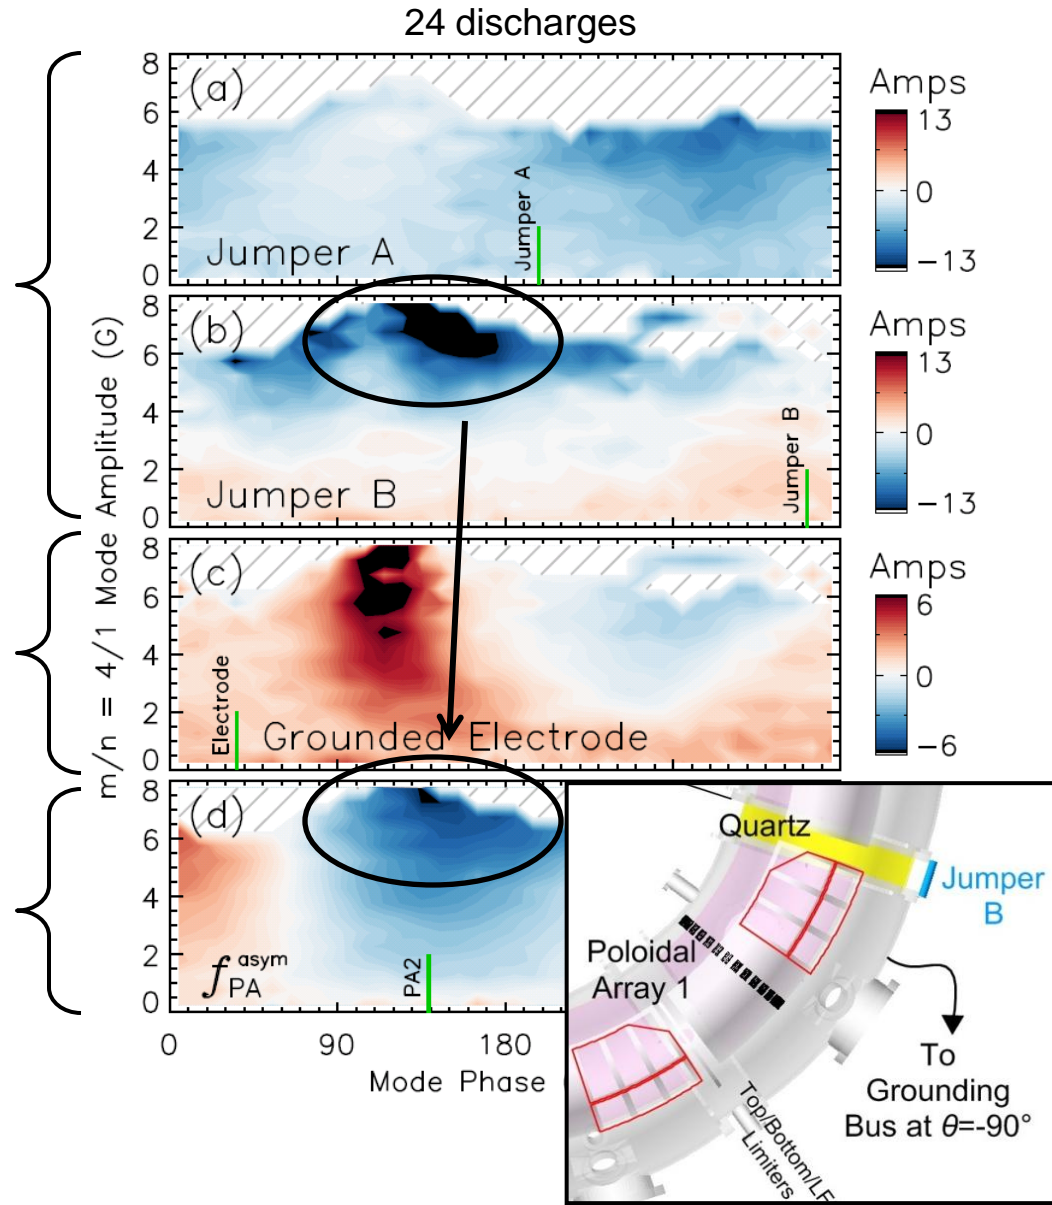 24 discharges
m/n = 4/1 Mode Amplitude (G)
8
6
4
2
0
(a)
Jumper A
Jumper A
Amps
13
0
−13
8
6
4
2
0
(b)
Jumper B
Jumper B
Amps
13
0
−13
8
6
4
2
0
(c)
Electrode
Grounded Electrode
Amps
6
0
−6
8
6
4
2
0
(d)
f PA asym
PA2
0
90
180
Mode Phase (
Quartz
Jumper
B
Poloidal
Array 1
To
Grounding
Bus at θ=-90°
Top/Bottom/LF
Limiters